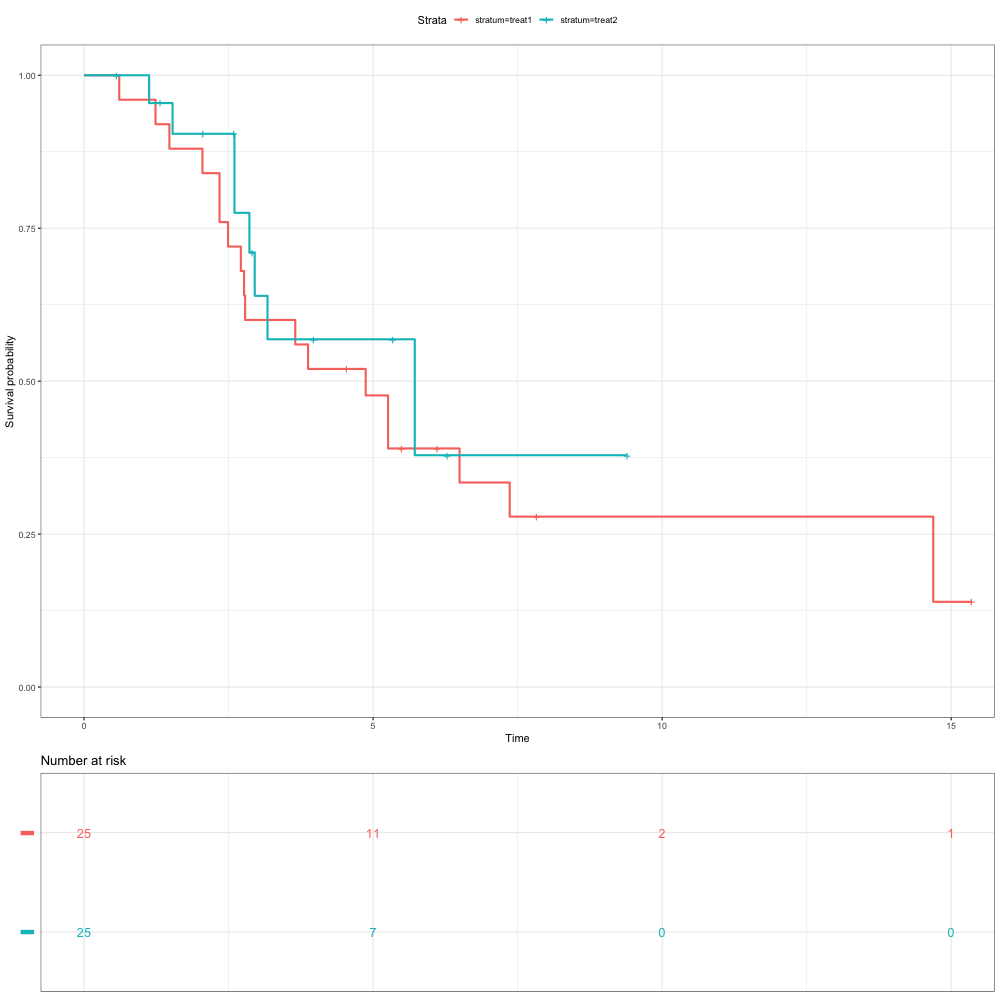 Strata stratum=treat1 stratum=treat2
1.00
0.75
0.50
0.25
0.00
Survival probability
0 5 10 15
Time
Number at risk
25 11 2 1
25 7 0 0